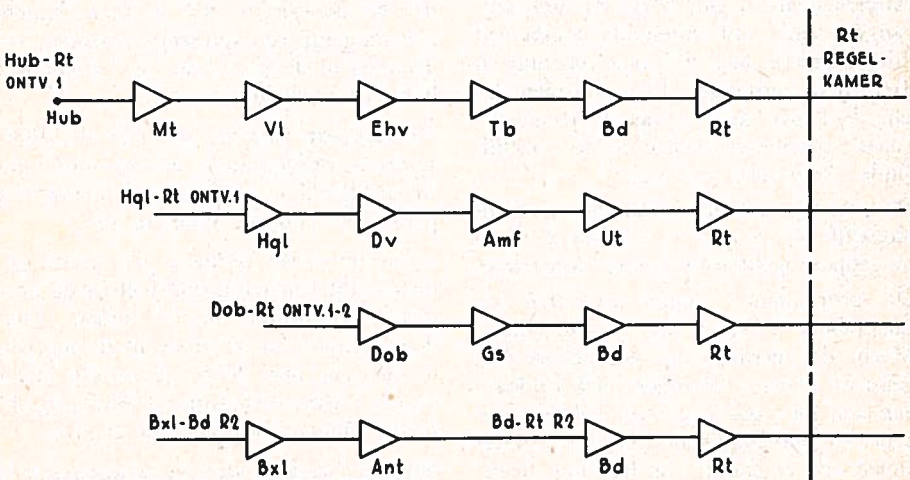 Hub-Rt
ONTV.1
Hub
Mt
Vl
Ehv
Tb
Bd
Rt
Rt
REGEL-
KAMER
Hgl-Rt ONTV.1
Hgl
Dv
Amf
Ut
Rt
Dob-Rt ONTV.1-2
Dob
Gs
Bd
Rt
Bxl-Bd R2
Bxl
Ant
Bd-Rt R2
Bd
Rt